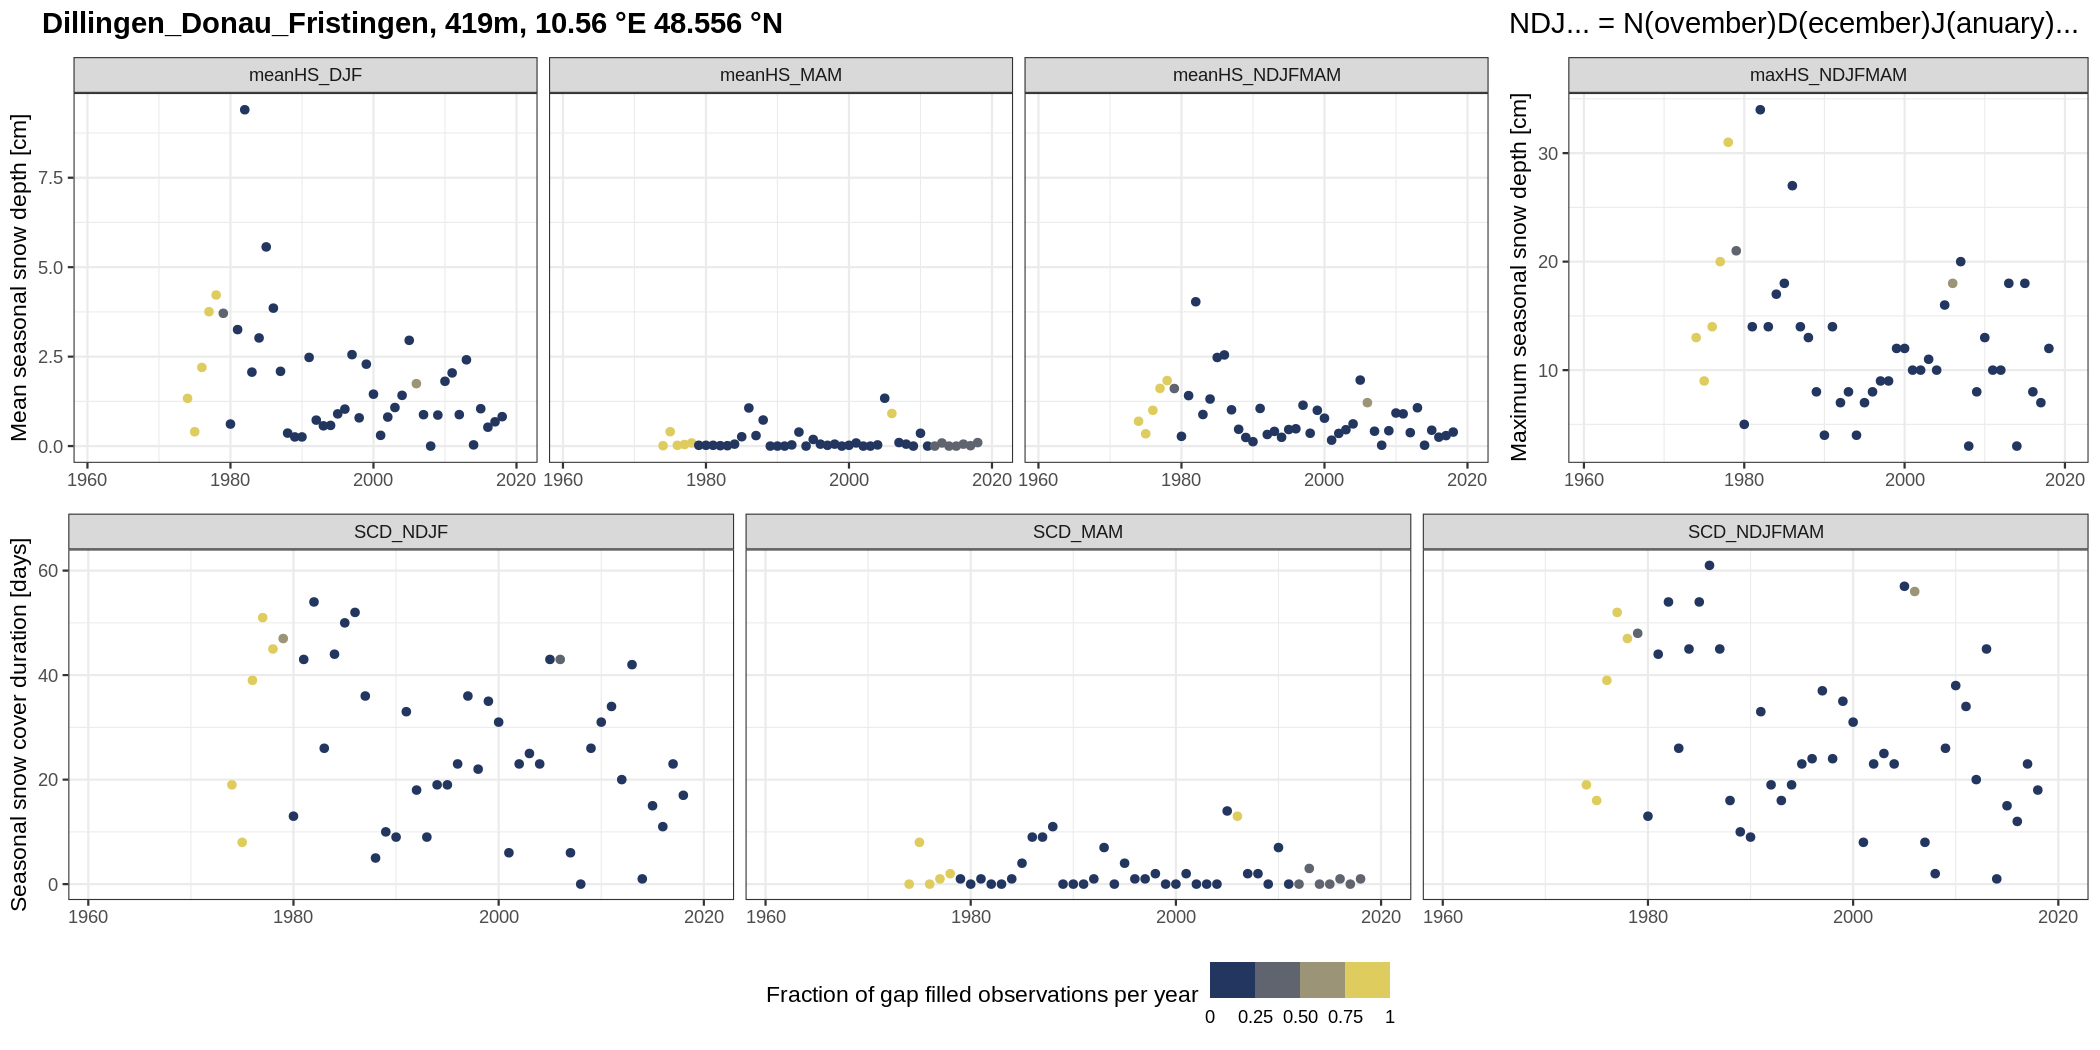 Dillingen_Donau_Fristingen, 419m, 10.56 °E 48.556 °N
NDJ... = N(ovember)D(ecember)J(anuary)...
meanHS_DJF
meanHS_MAM
meanHS_NDJFMAM
maxHS_NDJFMAM
Mean seasonal snow depth [cm]
7.5
5.0
2.5
0.0
1960 1980 2000 2020
1960 1980 2000 2020
1960 1980 2000 2020
Maximum seasonal snow depth [cm]
30
20
10
1960 1980 2000 2020
SCD_NDJF
SCD_MAM
SCD_NDJFMAM
Seasonal snow cover duration [days]
60
40
20
0
1960 1980 2000 2020
1960 1980 2000 2020
1960 1980 2000 2020
Fraction of gap filled observations per year
0 0.25 0.50 0.75 1